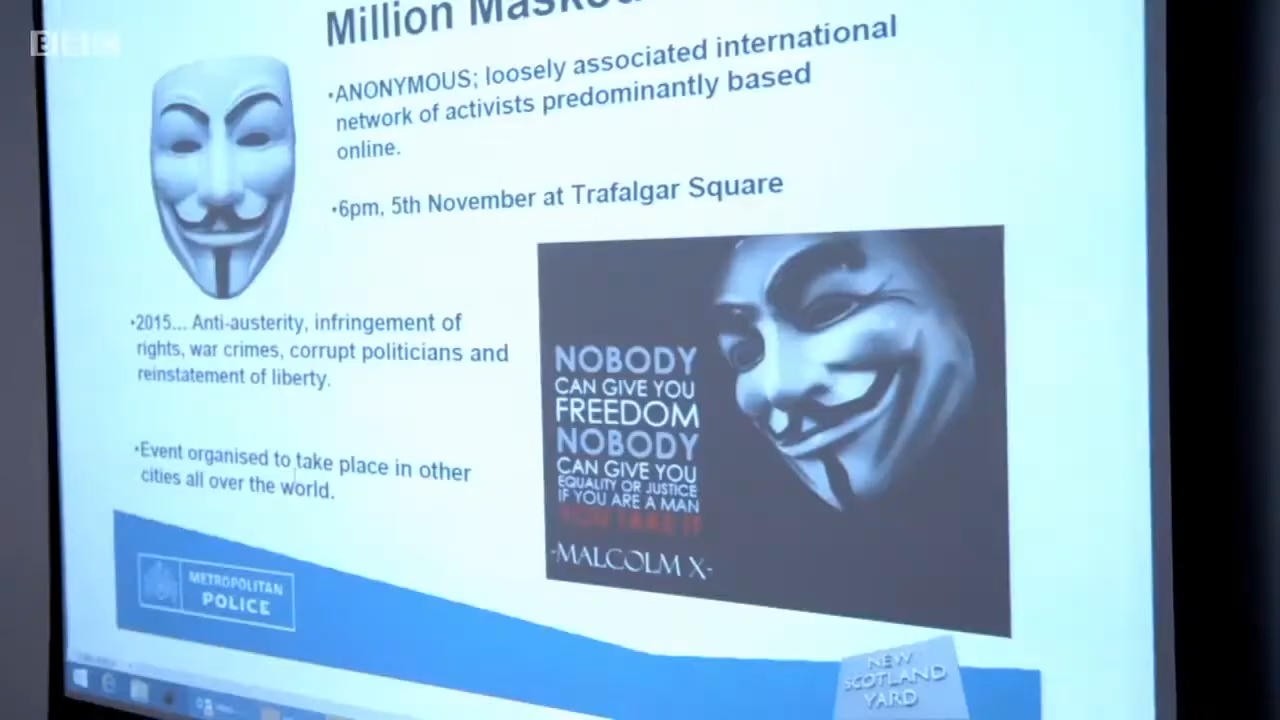 BBC
Million Masked
•ANONYMOUS; loosely associated international
network of activists predominantly based
online.
•6pm, 5th November at Trafalgar Square
•2015... Anti-austerity, infringement of
rights, war crimes, corrupt politicians and
reinstatement of liberty.
•Event organised to take place in other
cities all over the world.
NOBODY
CAN GIVE YOU
FREEDOM
NOBODY
CAN GIVE YOU
EQUALITY OR JUSTICE
IF YOU ARE A MAN
YOU TAKE IT
-MALCOLM X-
METROPOLITAN
POLICE
NEW
SCOTLAND
YARD